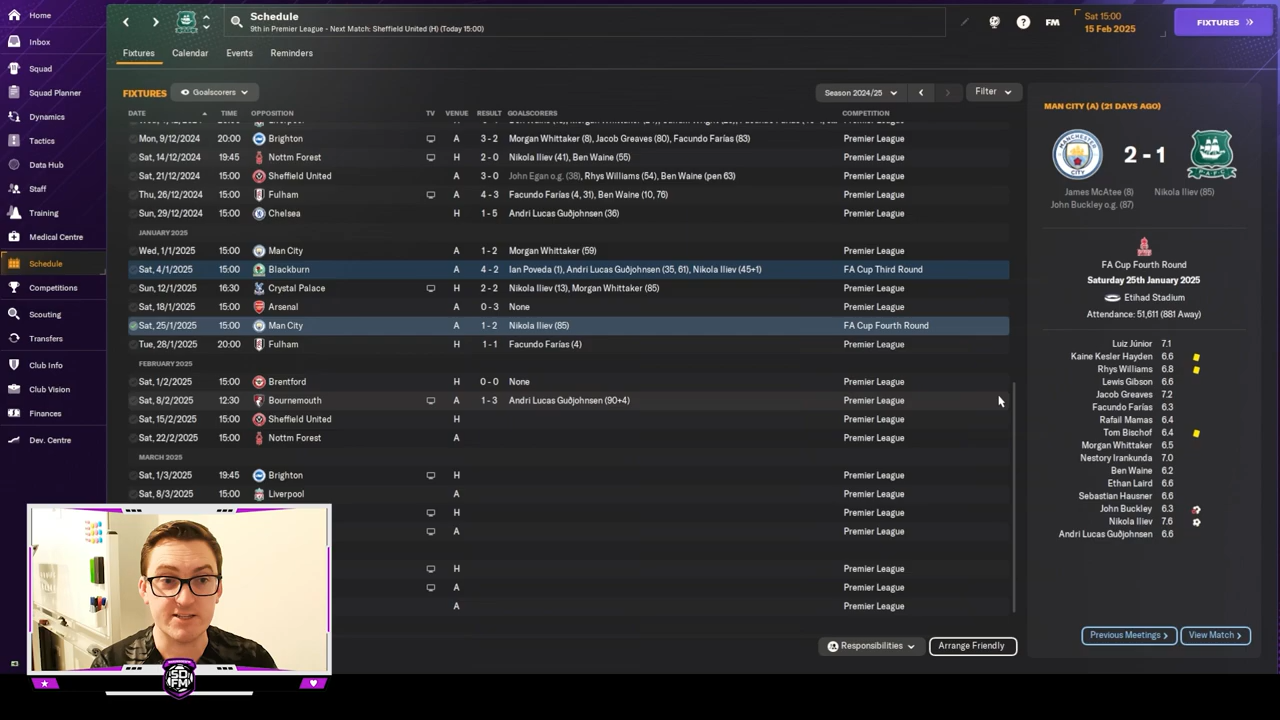 Home
Inbox
Squad
Squad Planner
Dynamics
Tactics
Data Hub
Staff
Training
Medical Centre
Schedule
Competitions
Scouting
Transfers
Club Info
Club Vision
Finances
Dev. Centre
Schedule
9th in Premier League - Next Match: Sheffield United (H) (Today 15:00)
FM
Sat 15:00
15 Feb 2025
FIXTURES
Fixtures Calendar Events Reminders
FIXTURES Goalscorers Season 2024/25 Filter
DATE TIME OPPOSITION TV VENUE RESULT GOALSCORERS COMPETITION
Mon, 9/12/2024 20:00 Brighton A 3 - 2 Morgan Whittaker (8), Jacob Greaves (80), Facundo Farías (83) Premier League
Sat, 14/12/2024 19:45 Nottm Forest H 2 - 0 Nikola Iliev (41), Ben Waine (55) Premier League
Sat, 21/12/2024 15:00 Sheffield United A 3 - 0 John Egan o.g. (38), Rhys Williams (54), Ben Waine (pen 63) Premier League
Thu, 26/12/2024 15:00 Fulham A 4 - 3 Facundo Farías (4, 31), Ben Waine (10, 76) Premier League
Sun, 29/12/2024 15:00 Chelsea H 1 - 5 Andri Lucas Guðjohnsen (36) Premier League
JANUARY 2025
Wed, 1/1/2025 15:00 Man City A 1 - 2 Morgan Whittaker (59) Premier League
Sat, 4/1/2025 15:00 Blackburn A 4 - 2 Ian Poveda (1), Andri Lucas Guðjohnsen (35, 61), Nikola Iliev (45+1) FA Cup Third Round
Sun, 12/1/2025 16:30 Crystal Palace H 2 - 2 Nikola Iliev (13), Morgan Whittaker (85) Premier League
Sat, 18/1/2025 15:00 Arsenal A 0 - 3 None Premier League
Sat, 25/1/2025 15:00 Man City A 1 - 2 Nikola Iliev (85) FA Cup Fourth Round
Tue, 28/1/2025 20:00 Fulham H 1 - 1 Facundo Farías (4) Premier League
FEBRUARY 2025
Sat, 1/2/2025 15:00 Brentford H 0 - 0 None Premier League
Sat, 8/2/2025 12:30 Bournemouth A 1 - 3 Andri Lucas Guðjohnsen (90+4) Premier League
Sat, 15/2/2025 15:00 Sheffield United H Premier League
Sat, 22/2/2025 15:00 Nottm Forest A Premier League
MARCH 2025
Sat, 1/3/2025 19:45 Brighton H Premier League
Sat, 8/3/2025 15:00 Liverpool A Premier League
H Premier League
A Premier League
H Premier League
A Premier League
A Premier League
Responsibilities Arrange Friendly
MAN CITY (A) (21 DAYS AGO)
2 - 1
James McAtee (8) Nikola Iliev (85)
John Buckley o.g. (87)
FA Cup Fourth Round
Saturday 25th January 2025
Etihad Stadium
Attendance: 51,611 (881 Away)
Luiz Júnior 7.1
Kaine Kesler Hayden 6.6
Rhys Williams 6.8
Lewis Gibson 6.6
Jacob Greaves 7.2
Facundo Farías 6.3
Rafail Mamas 6.4
Tom Bischof 6.4
Morgan Whittaker 6.5
Nestory Irankunda 7.0
Ben Waine 6.2
Ethan Laird 6.6
Sebastian Hausner 6.6
John Buckley 6.3
Nikola Iliev 7.6
Andri Lucas Guðjohnsen 6.6
Previous Meetings View Match
SD
FM